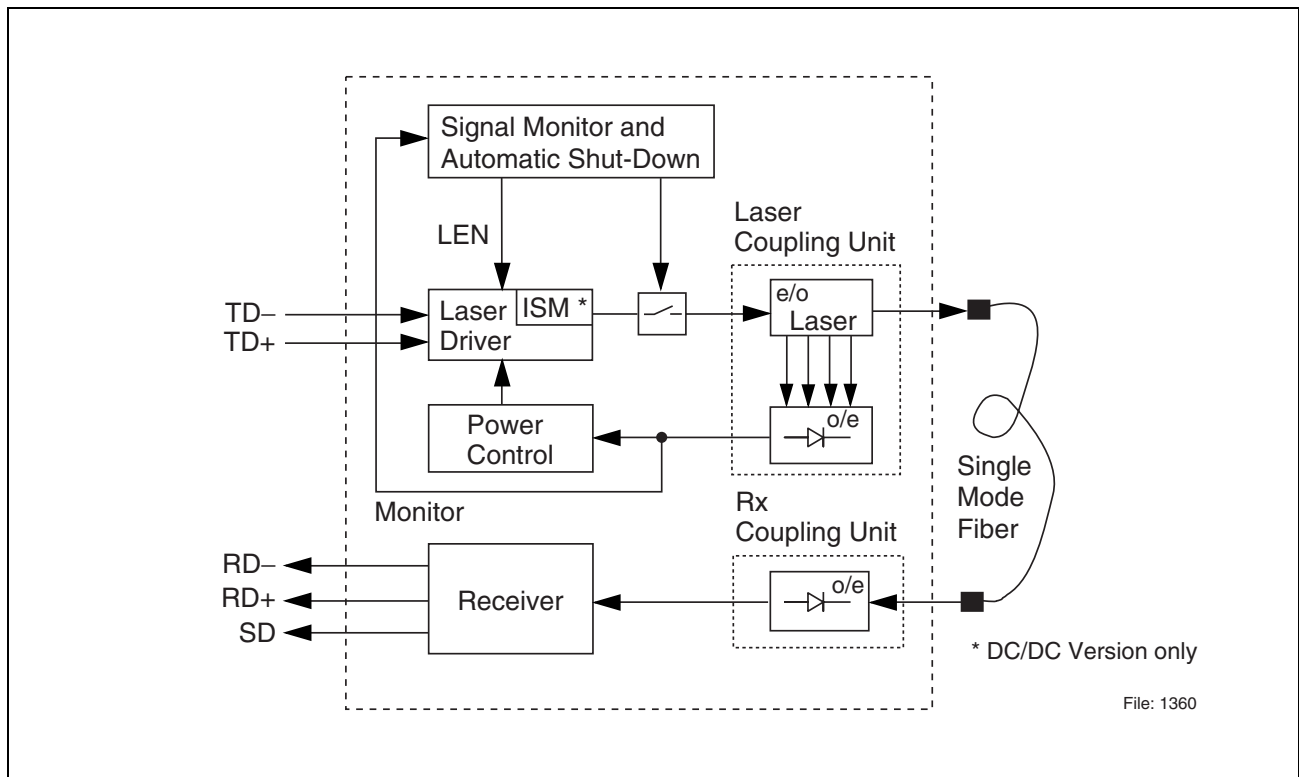 Signal Monitor and
Automatic Shut-Down
LEN
Laser
Coupling Unit
TD–
TD+
Laser
Driver
ISM *
e/o
Laser
o/e
Power
Control
Monitor
Single
Mode
Fiber
Rx
Coupling Unit
RD–
RD+
SD
Receiver
o/e
* DC/DC Version only
File: 1360